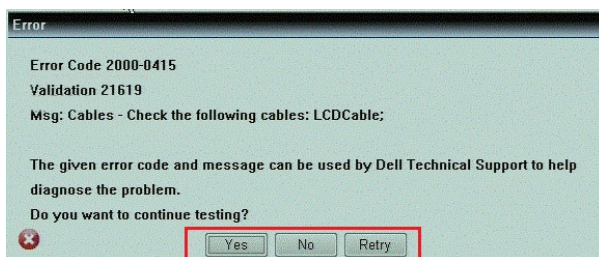 Error
Error Code 2000-0415
Validation 21619
Msg: Cables - Check the following cables: LCDCable;
The given error code and message can be used by Dell Technical Support to help
diagnose the problem.
Do you want to continue testing?
Yes No Retry